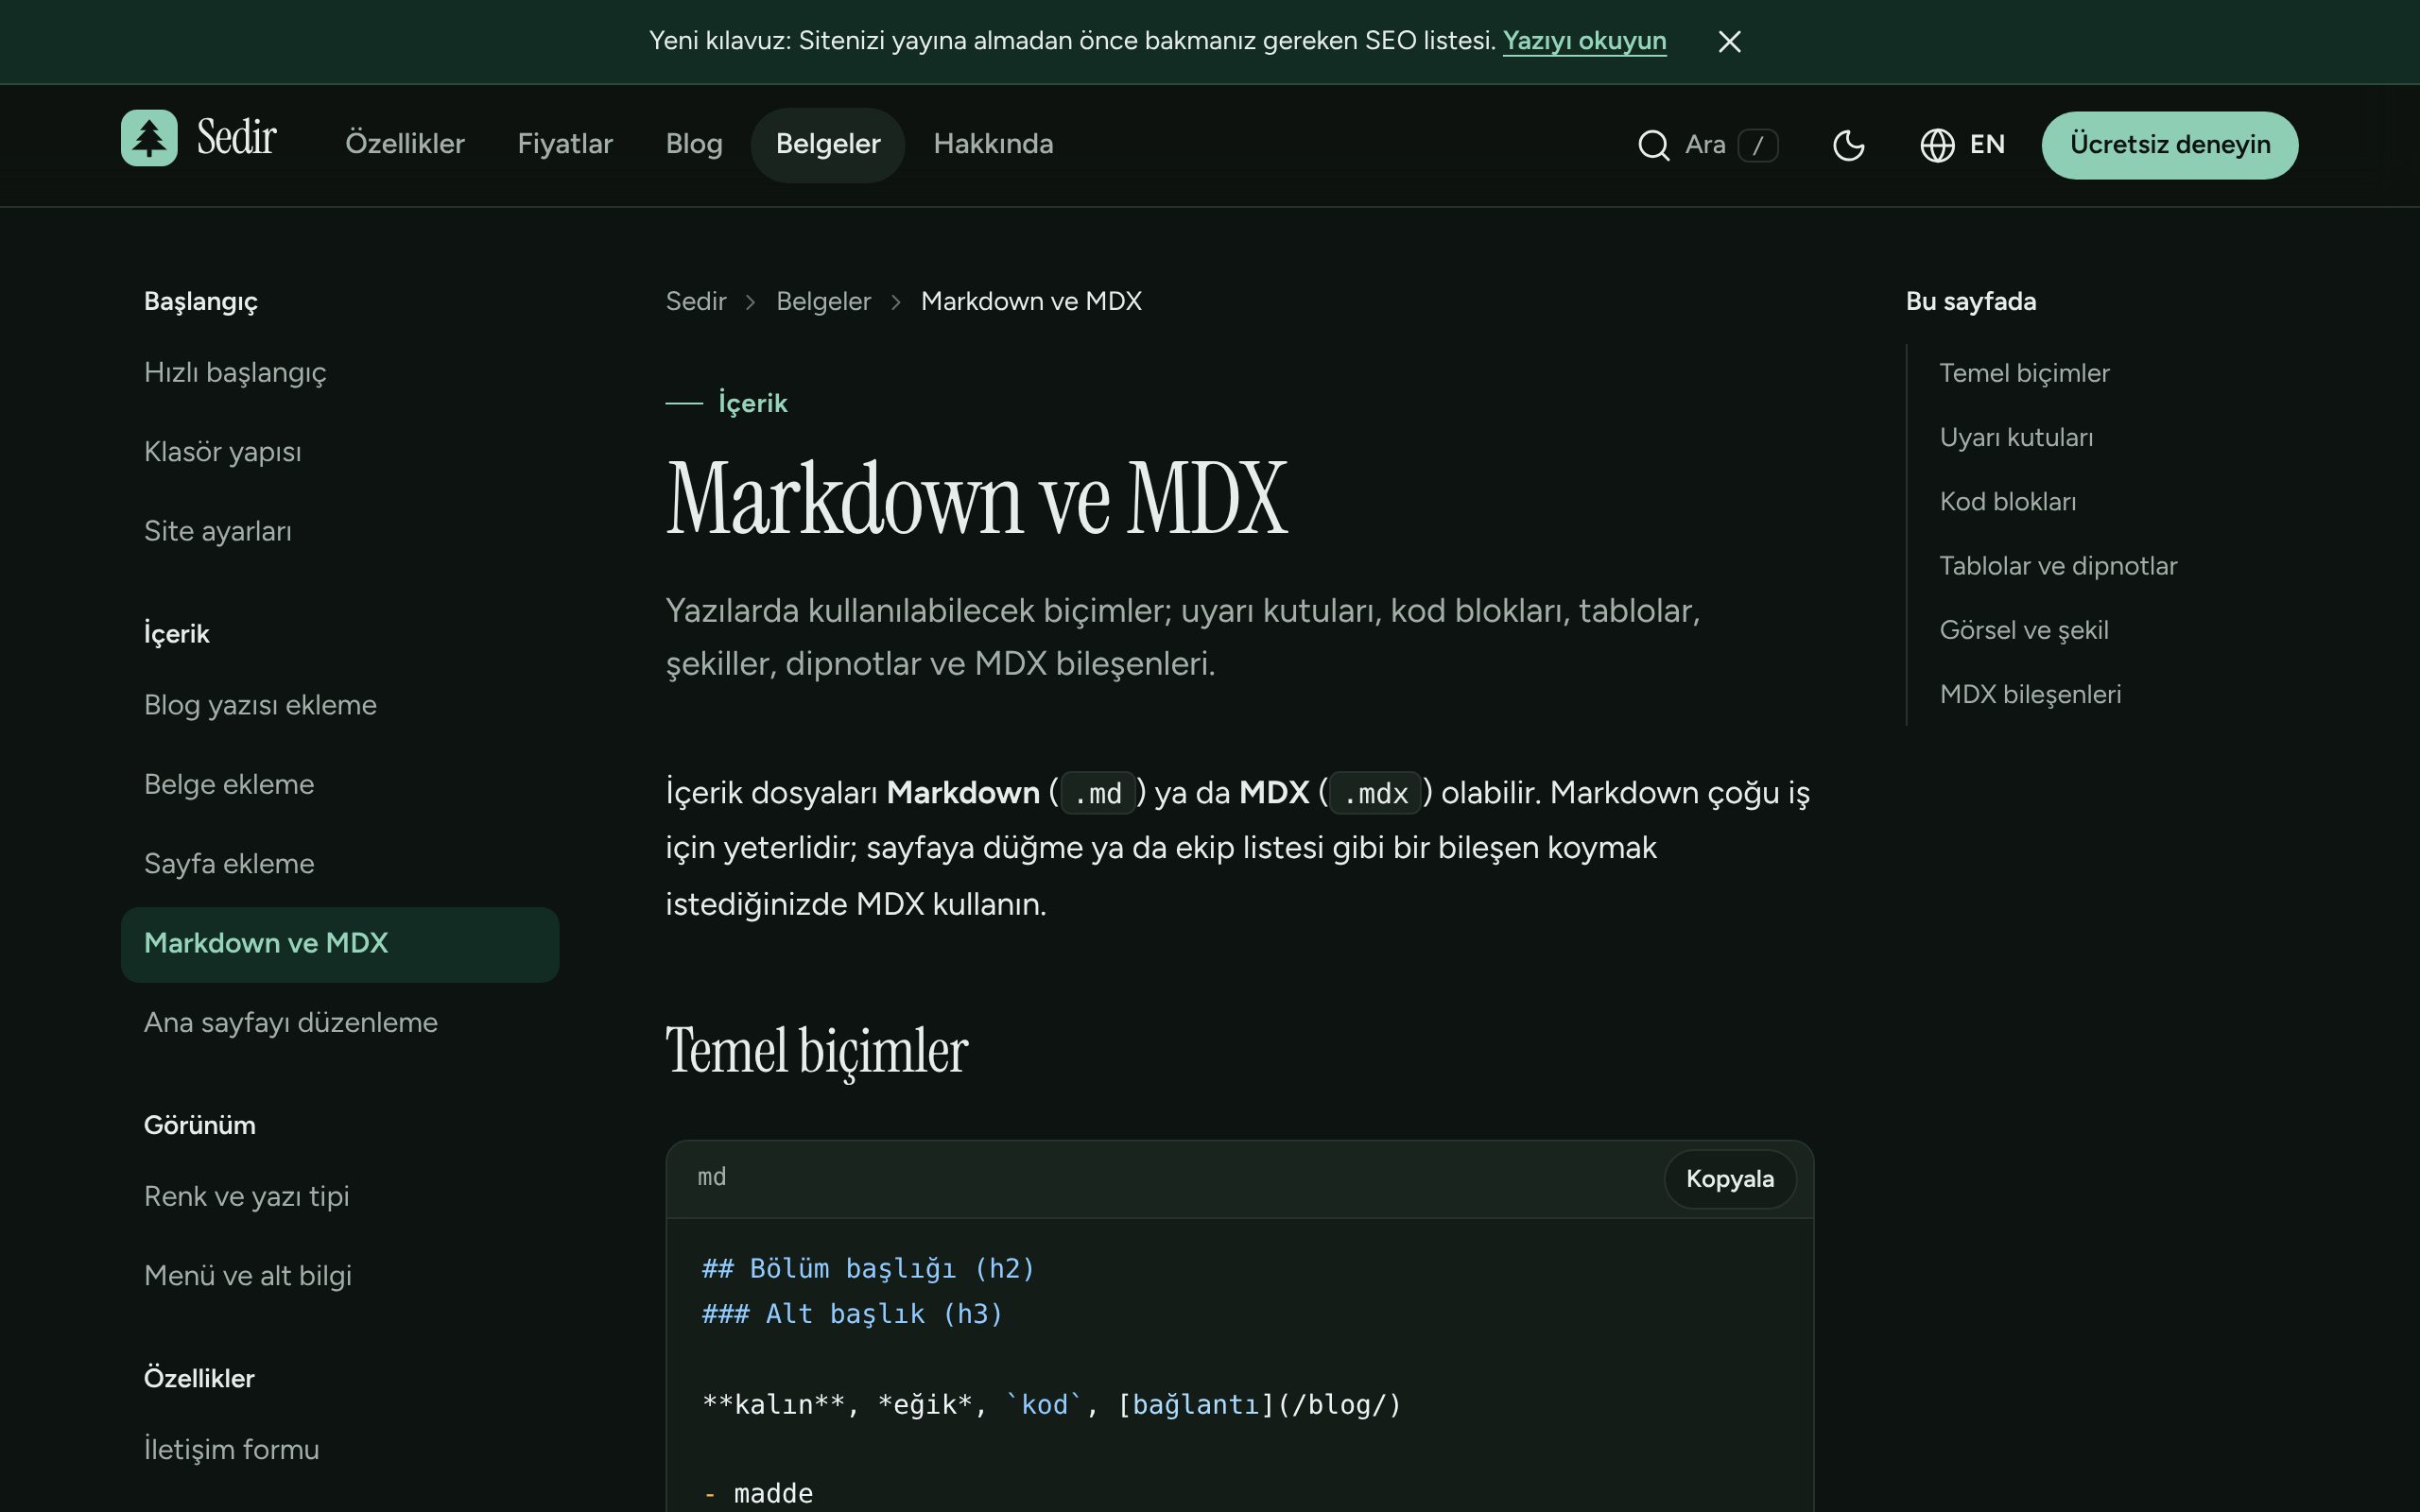 Yeni kılavuz: Sitenizi yayına almadan önce bakmanız gereken SEO listesi. Yazıyı okuyun
Sedir
Özellikler
Fiyatlar
Blog
Belgeler
Hakkında
Ara /
EN
Ücretsiz deneyin
Başlangıç
Hızlı başlangıç
Klasör yapısı
Site ayarları
İçerik
Blog yazısı ekleme
Belge ekleme
Sayfa ekleme
Markdown ve MDX
Ana sayfayı düzenleme
Görünüm
Renk ve yazı tipi
Menü ve alt bilgi
Özellikler
İletişim formu
Sedir > Belgeler > Markdown ve MDX
İçerik
Markdown ve MDX
Yazılarda kullanılabilecek biçimler; uyarı kutuları, kod blokları, tablolar,
şekiller, dipnotlar ve MDX bileşenleri.
İçerik dosyaları Markdown (.md) ya da MDX (.mdx) olabilir. Markdown çoğu iş
için yeterlidir; sayfaya düğme ya da ekip listesi gibi bir bileşen koymak
istediğinizde MDX kullanın.
Temel biçimler
md
Kopyala
## Bölüm başlığı (h2)
### Alt başlık (h3)
**kalın**, *eğik*, `kod`, [bağlantı](/blog/)
- madde
Bu sayfada
Temel biçimler
Uyarı kutuları
Kod blokları
Tablolar ve dipnotlar
Görsel ve şekil
MDX bileşenleri